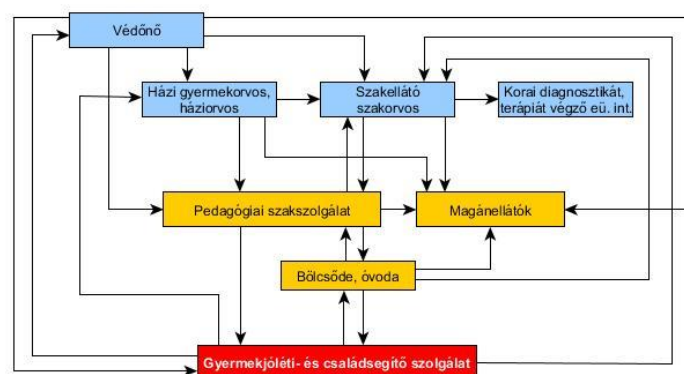 Védőnő
Házi gyermekorvos,
háziorvos
Szakellátó
szakorvos
Korai diagnosztikát,
terápiát végző eü. int.
Pedagógiai szakszolgálat
Magánellátók
Bölcsőde, óvoda
Gyermekjóléti- és családsegítő szolgálat